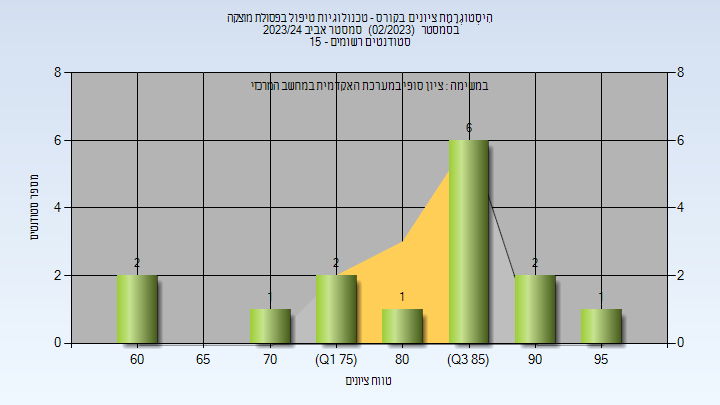 היסטוגרמת ציונים בקורס - טכנולוגיות טיפול בפסולת מוצקה
בסמסטר (02/2023) סמסטר אביב 2023/24
סטודנטים רשומים - 15
במשימה : ציון סופי במערכת האקדמית במחשב המרכזי
8 8
6 6
4 4
2 2
0 0
מספר סטודנטים
2 1 2 1 6 2 1
60 65 70 (Q1 75) 80 (Q3 85) 90 95
טווח ציונים